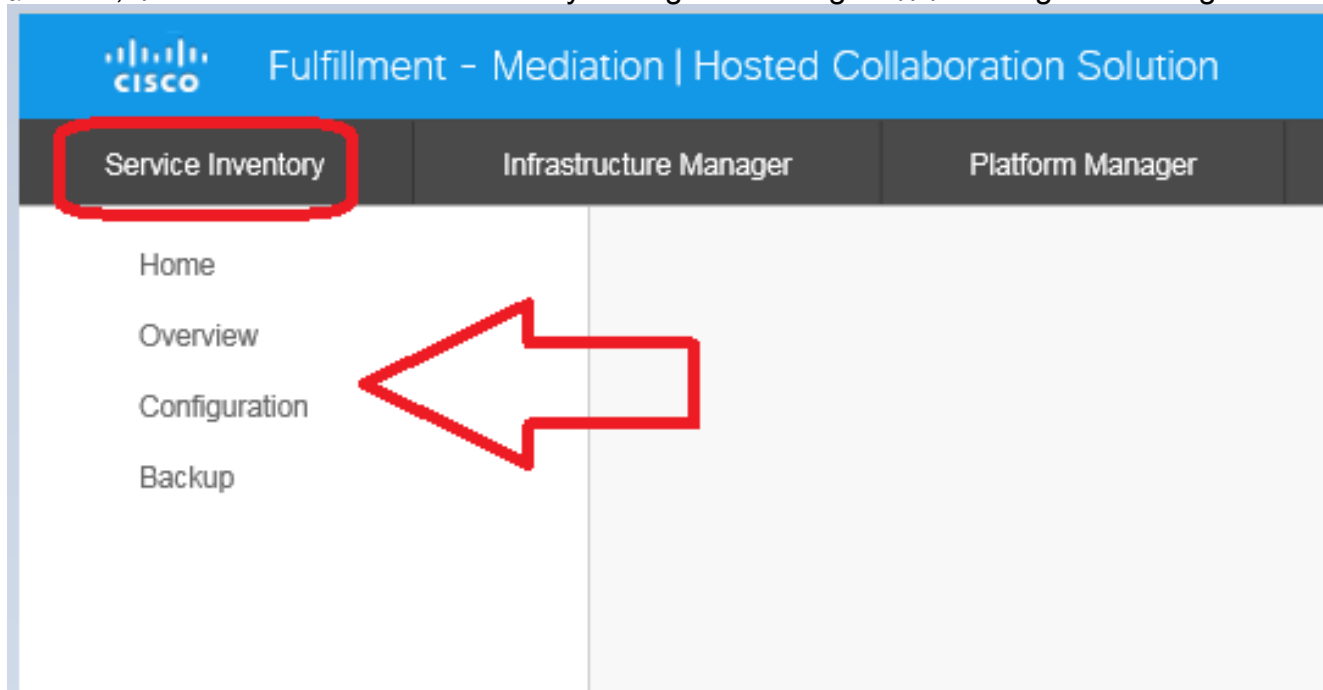 CISCO
Fulfillment - Mediation | Hosted Collaboration Solution
Service Inventory Infrastructure Manager Platform Manager
Home
Overview
Configuration
Backup